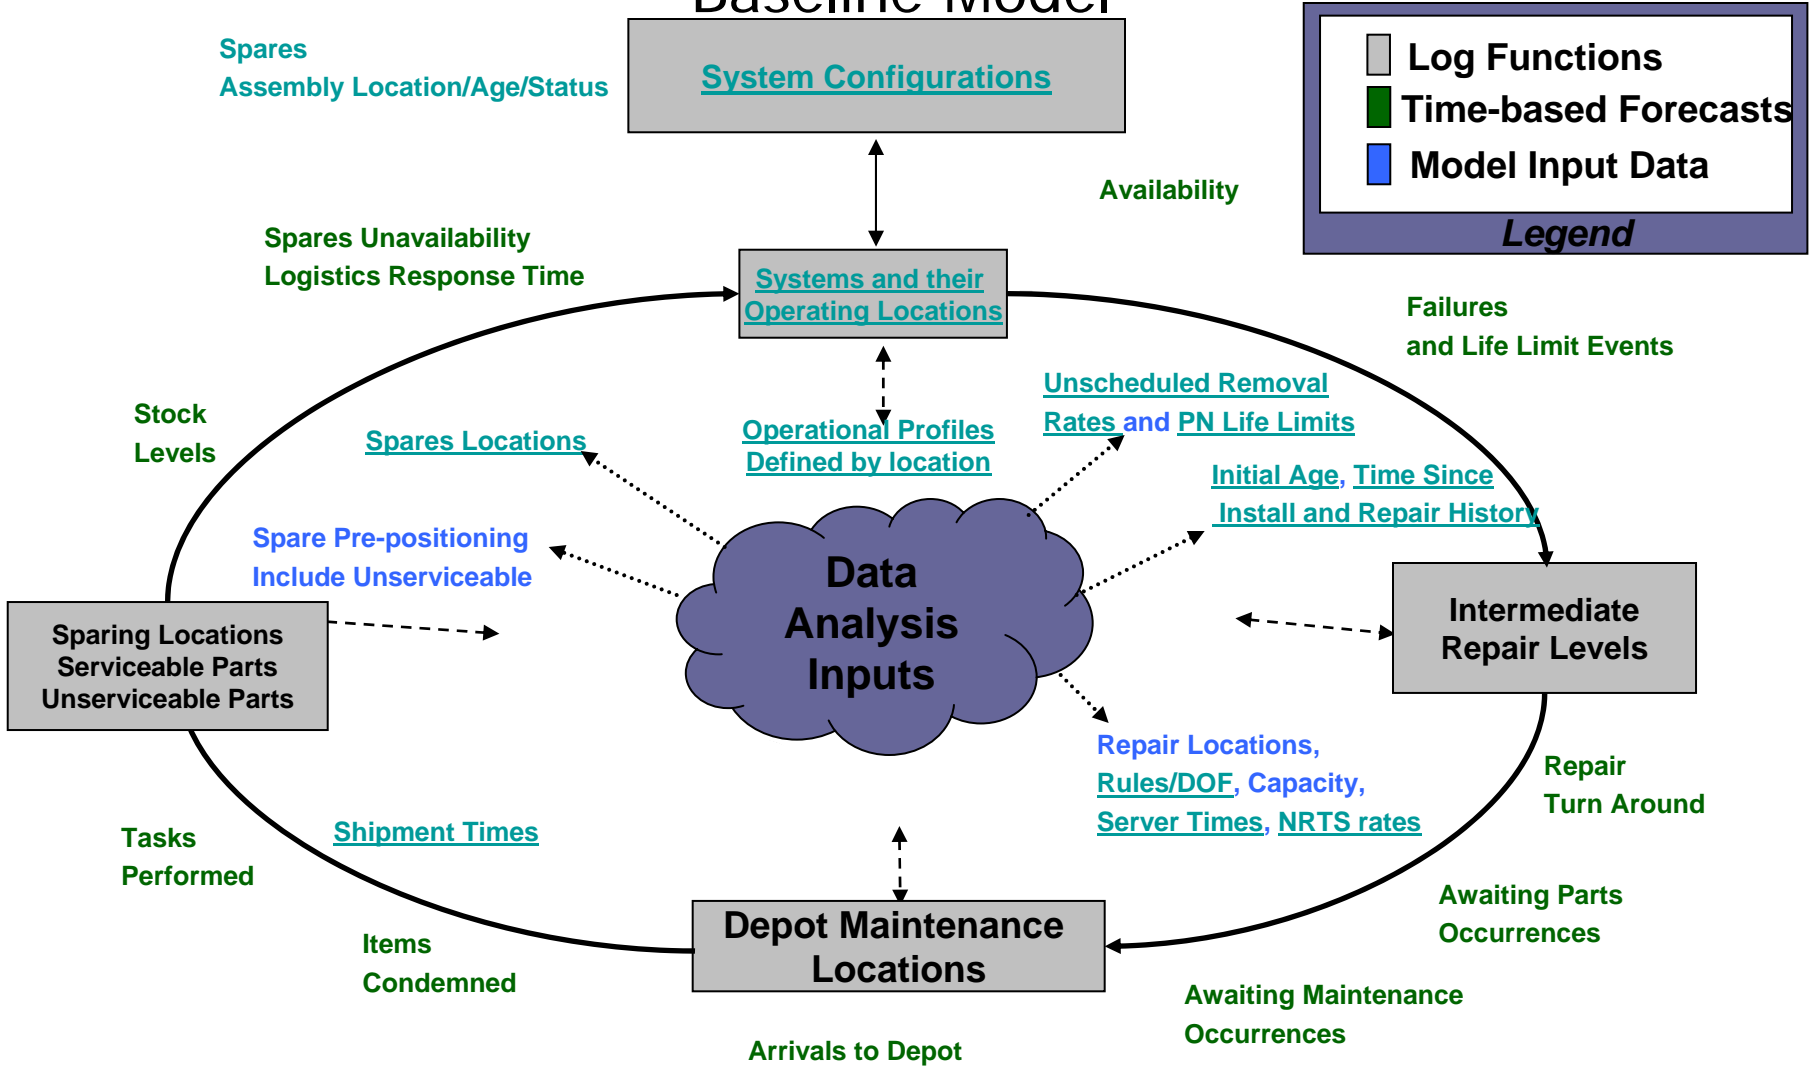 Baseline Model
Spares
Assembly Location/Age/Status
System Configurations
Log Functions
Time-based Forecasts
Model Input Data
Legend
Availability
Spares Unavailability
Logistics Response Time
Systems and their
Operating Locations
Failures
and Life Limit Events
Stock
Levels
Spares Locations
Operational Profiles
Defined by location
Unscheduled Removal
Rates and PN Life Limits
Initial Age, Time Since
Install and Repair History
Spare Pre-positioning
Include Unserviceable
Data
Analysis
Inputs
Sparing Locations
Serviceable Parts
Unserviceable Parts
Intermediate
Repair Levels
Repair Locations,
Rules/DOF, Capacity,
Server Times, NRTS rates
Repair
Turn Around
Tasks
Performed
Shipment Times
Depot Maintenance
Locations
Awaiting Parts
Occurrences
Items
Condemned
Awaiting Maintenance
Occurrences
Arrivals to Depot